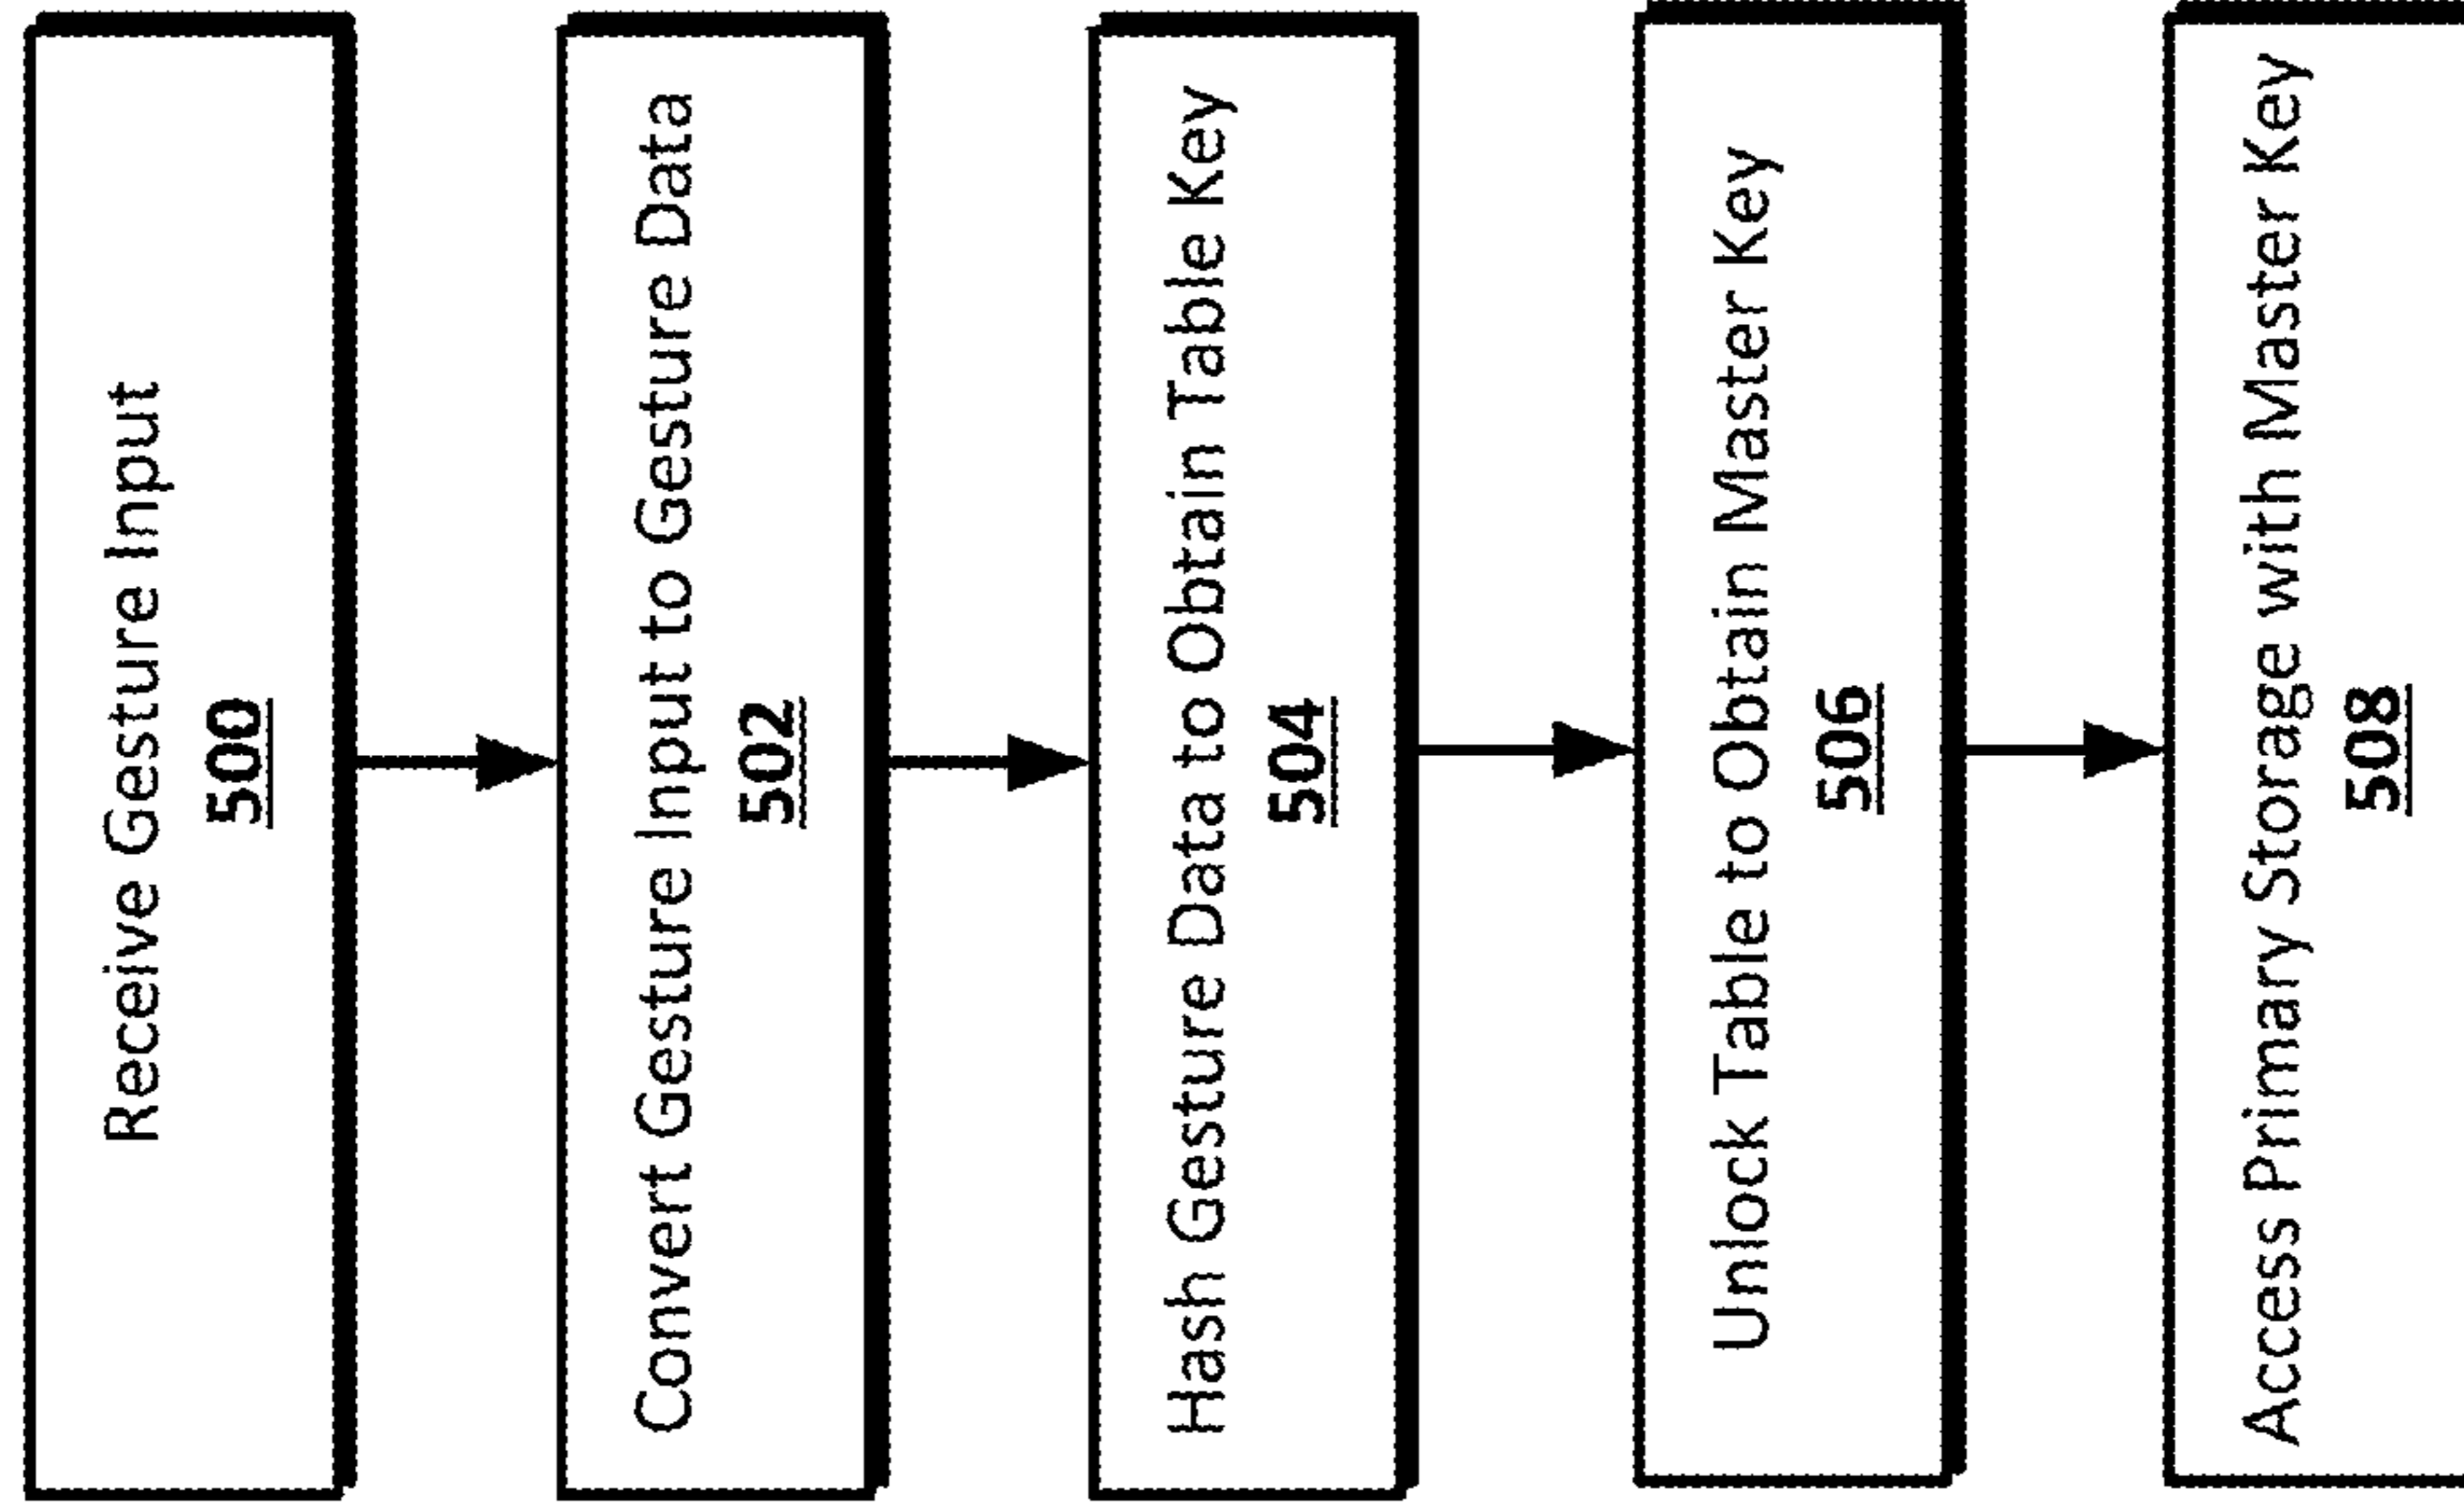 Receive Gesture Input
500
Convert Gesture Input to Gesture Data
502
Hash Gesture Data to Obtain Table Key
504
Unlock Table to Obtain Master Key
506
Access Primary Storage with Master Key
508